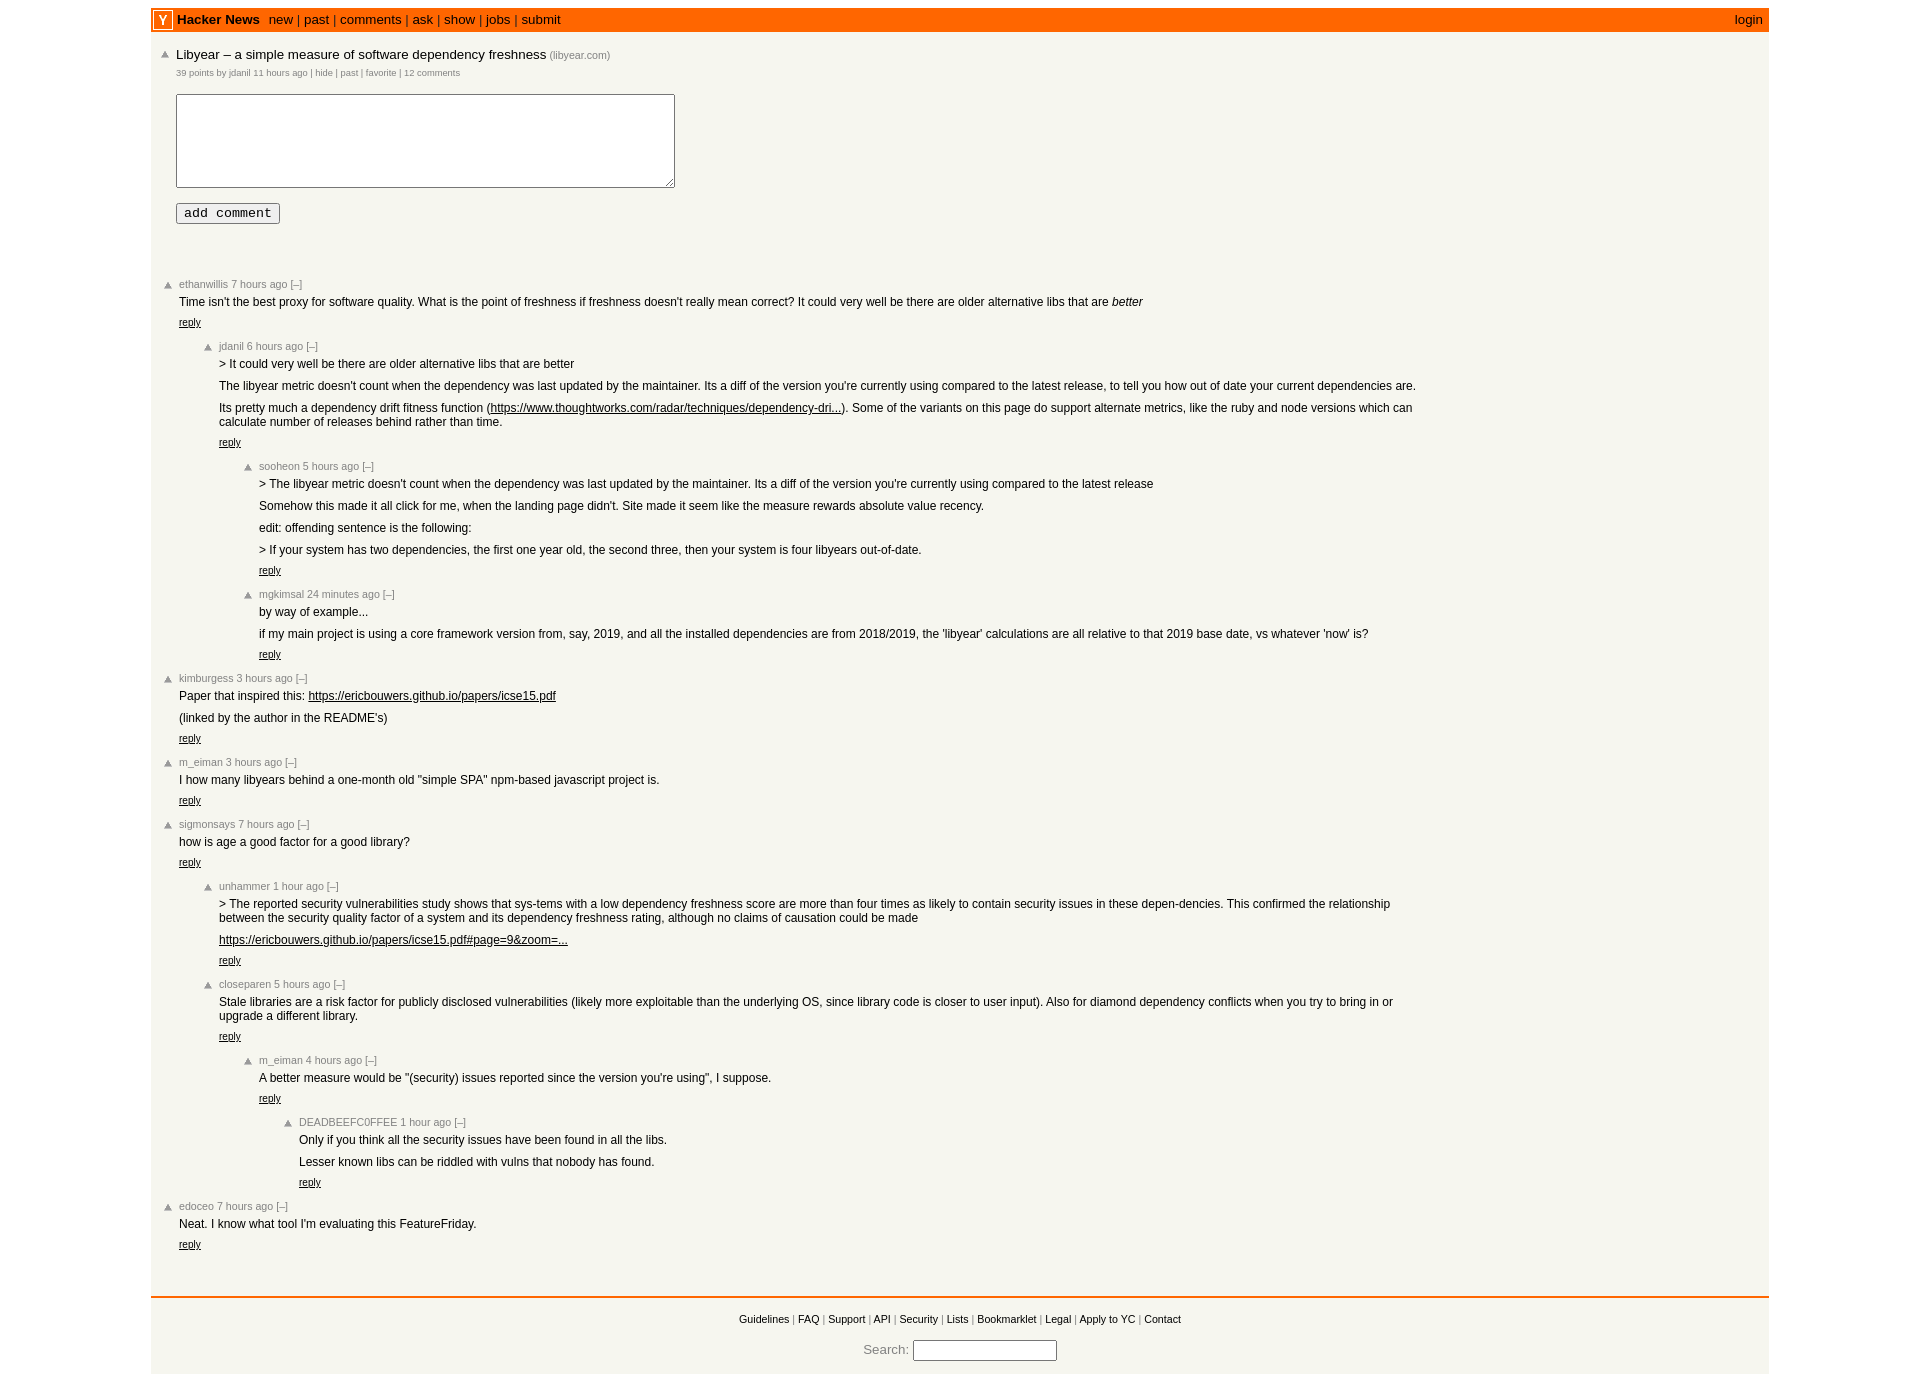 Y Hacker News new | past | comments | ask | show | jobs | submit login
Libyear – a simple measure of software dependency freshness (libyear.com)
39 points by jdanil 11 hours ago | hide | past | favorite | 12 comments
add comment
ethanwillis 7 hours ago [–]
Time isn't the best proxy for software quality. What is the point of freshness if freshness doesn't really mean correct? It could very well be there are older alternative libs that are better
reply
jdanil 6 hours ago [–]
> It could very well be there are older alternative libs that are better
The libyear metric doesn't count when the dependency was last updated by the maintainer. Its a diff of the version you're currently using compared to the latest release, to tell you how out of date your current dependencies are.
Its pretty much a dependency drift fitness function (https://www.thoughtworks.com/radar/techniques/dependency-dri...). Some of the variants on this page do support alternate metrics, like the ruby and node versions which can
calculate number of releases behind rather than time.
reply
sooheon 5 hours ago [–]
> The libyear metric doesn't count when the dependency was last updated by the maintainer. Its a diff of the version you're currently using compared to the latest release
Somehow this made it all click for me, when the landing page didn't. Site made it seem like the measure rewards absolute value recency.
edit: offending sentence is the following:
> If your system has two dependencies, the first one year old, the second three, then your system is four libyears out-of-date.
reply
mgkimsal 24 minutes ago [–]
by way of example...
if my main project is using a core framework version from, say, 2019, and all the installed dependencies are from 2018/2019, the 'libyear' calculations are all relative to that 2019 base date, vs whatever 'now' is?
reply
kimburgess 3 hours ago [–]
Paper that inspired this: https://ericbouwers.github.io/papers/icse15.pdf
(linked by the author in the README's)
reply
m_eiman 3 hours ago [–]
I how many libyears behind a one-month old "simple SPA" npm-based javascript project is.
reply
sigmonsays 7 hours ago [–]
how is age a good factor for a good library?
reply
unhammer 1 hour ago [–]
> The reported security vulnerabilities study shows that sys-tems with a low dependency freshness score are more than four times as likely to contain security issues in these depen-dencies. This confirmed the relationship
between the security quality factor of a system and its dependency freshness rating, although no claims of causation could be made
https://ericbouwers.github.io/papers/icse15.pdf#page=9&zoom=...
reply
closeparen 5 hours ago [–]
Stale libraries are a risk factor for publicly disclosed vulnerabilities (likely more exploitable than the underlying OS, since library code is closer to user input). Also for diamond dependency conflicts when you try to bring in or
upgrade a different library.
reply
m_eiman 4 hours ago [–]
A better measure would be "(security) issues reported since the version you're using", I suppose.
reply
DEADBEEFC0FFEE 1 hour ago [–]
Only if you think all the security issues have been found in all the libs.
Lesser known libs can be riddled with vulns that nobody has found.
reply
edoceo 7 hours ago [–]
Neat. I know what tool I'm evaluating this FeatureFriday.
reply
Guidelines | FAQ | Support | API | Security | Lists | Bookmarklet | Legal | Apply to YC | Contact
Search: